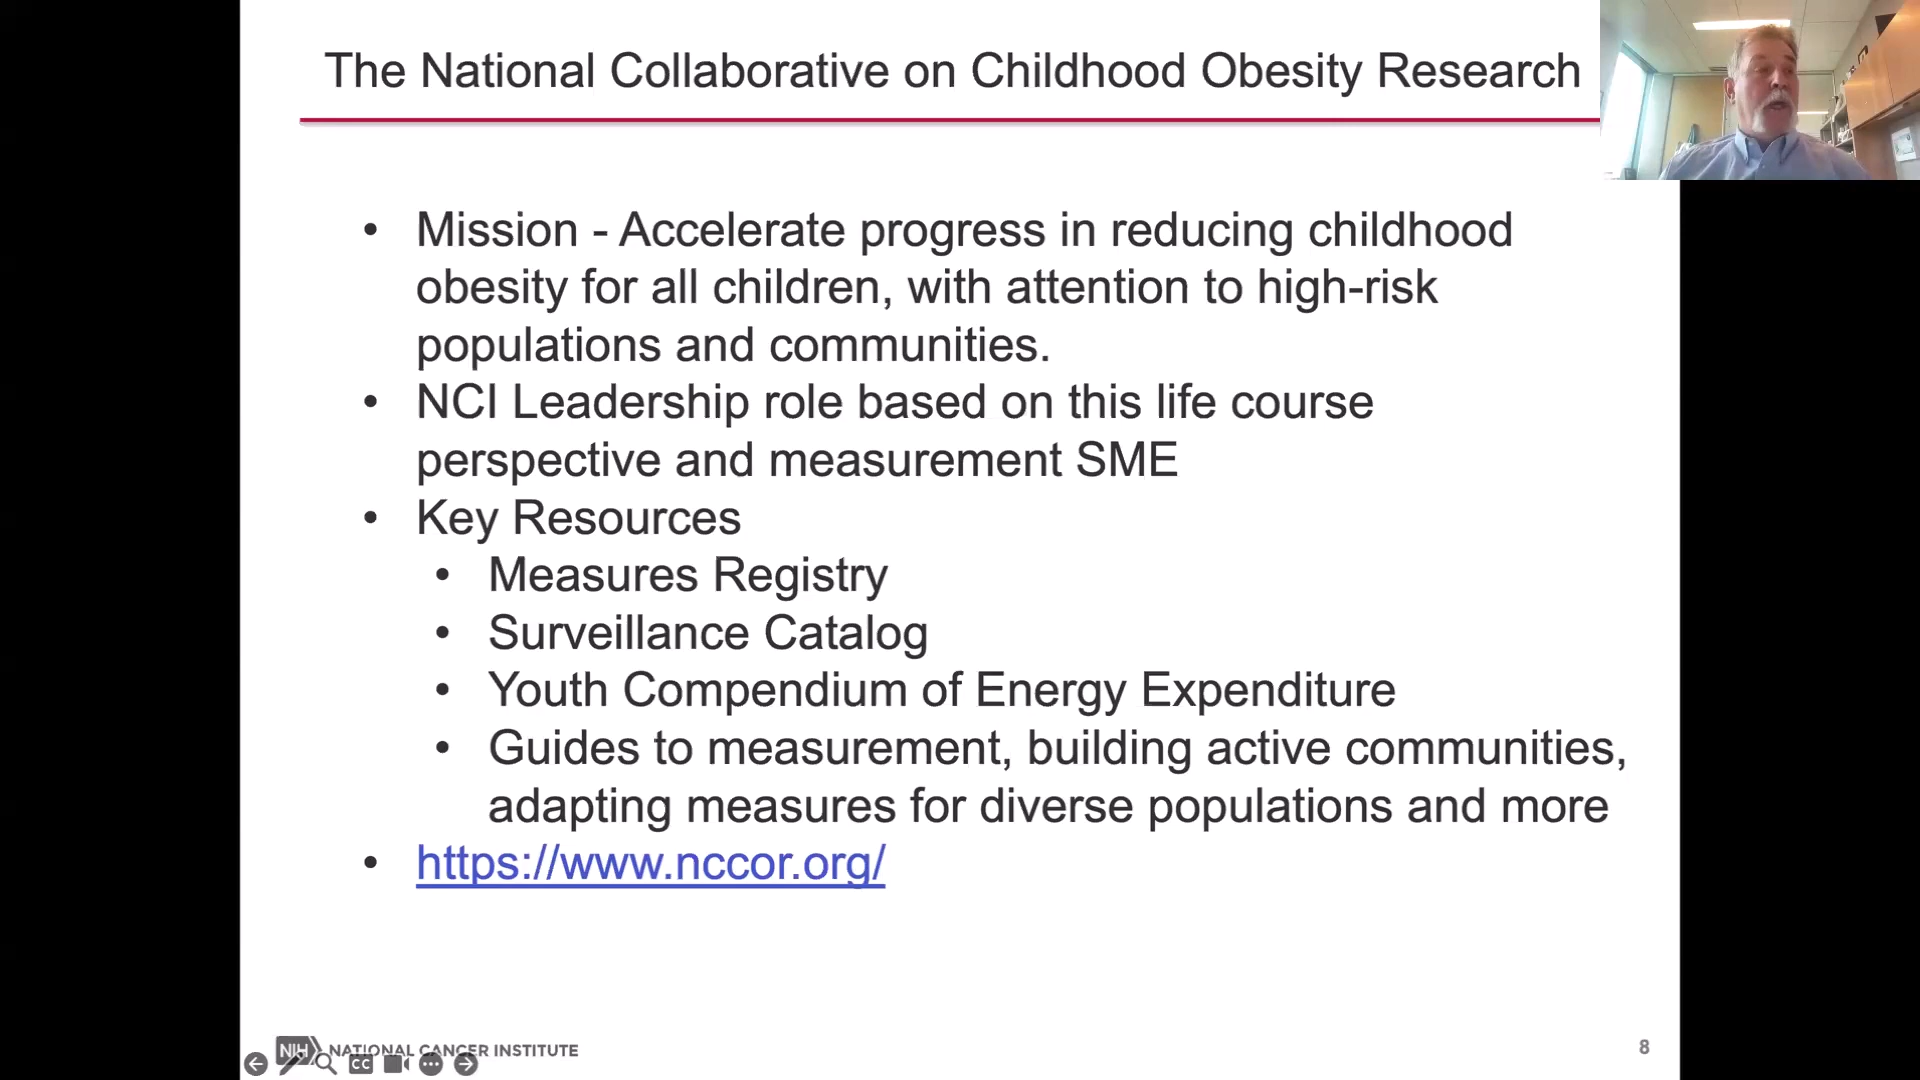 The National Collaborative on Childhood Obesity Research
• Mission - Accelerate progress in reducing childhood
obesity for all children, with attention to high-risk
populations and communities.
• NCI Leadership role based on this life course
perspective and measurement SME
• Key Resources
• Measures Registry
• Surveillance Catalog
• Youth Compendium of Energy Expenditure
• Guides to measurement, building active communities,
adapting measures for diverse populations and more
• https://www.nccor.org/
NIH NATIONAL CANCER INSTITUTE
CC
8